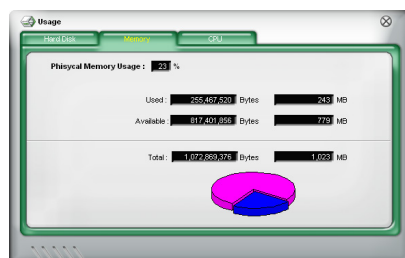 Usage
Hard Disk Memory CPU
Phisycal Memory Usage : 23 %
Used : 255,467,520 Bytes 243 MB
Available : 817,401,856 Bytes 779 MB
Total : 1,072,869,376 Bytes 1,023 MB